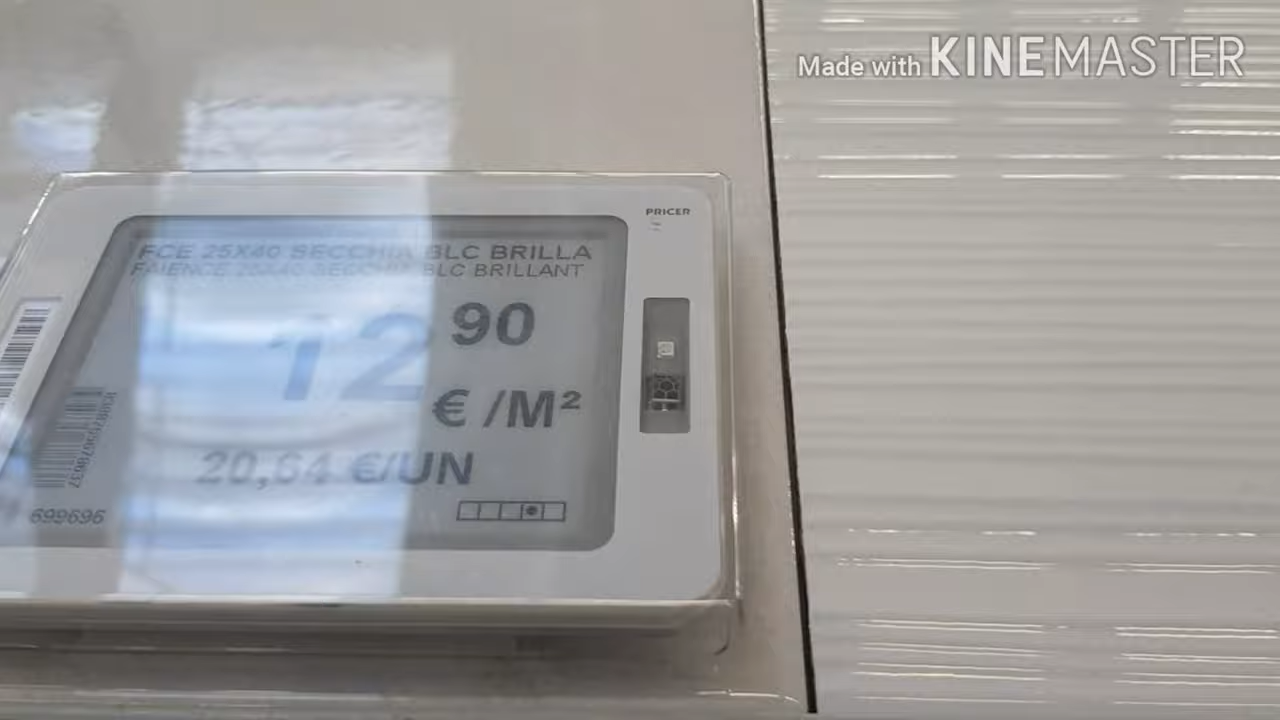 Made with KINEMASTER
PRICER
FCE 25X40 SECCHIA BLC BRILLA
FAIENCE 25X40 SECCHIA BLC BRILLANT
12 90
€ /M²
20,64 €/UN
699696